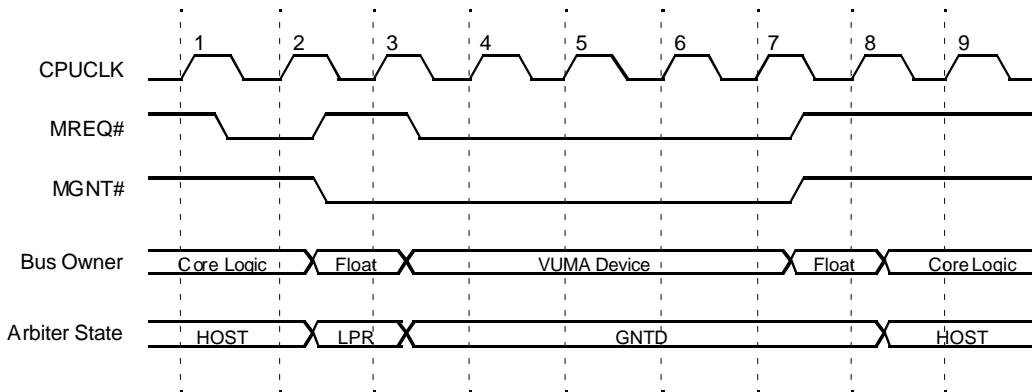 1 2 3 4 5 6 7 8 9
CPUCLK
MREQ#
MGNT#
Bus Owner Core Logic Float VUMA Device Float Core Logic
Arbiter State HOST LPR GNTD HOST